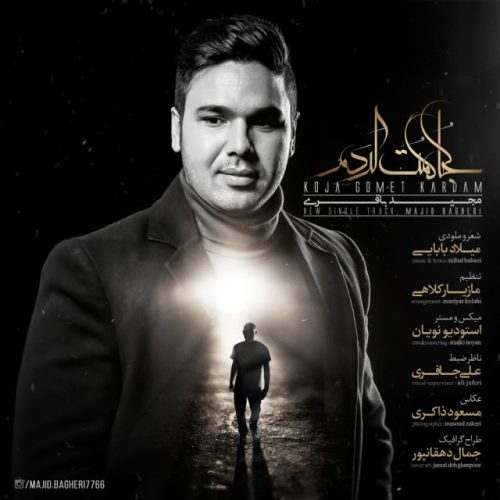 کجا گمت کردم
KOJA GOMET KARDAM
مجید باقری
NEW SINGLE TRACK, MAJID BAGHERI
شعر و ملودی
میلاد بابایی
music & lyrics: milad babaei
تنظیم
مازیار کلاهی
arrangement: maziyar kolahi
میکس و مستر
استودیو نویان
mix&mastering: studio noyan
ناظر ضبط
علی جافری
vocal supervisor: ali jaferi
عکاس
مسعود ذاکری
photographer: masoud zakeri
طراح گرافیک
جمال دهقانپور
cover art: jamal dehghanpoor
/MAJID.BAGHERI7766